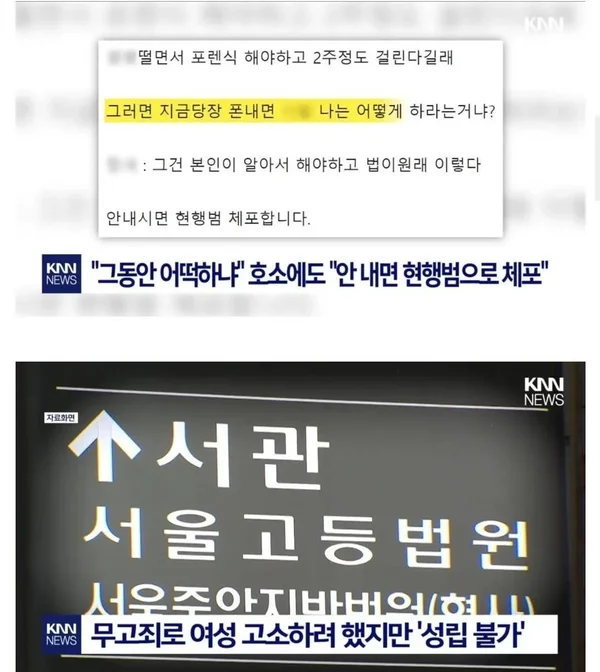 KNN
떨면서 포렌식 해야하고 2주정도 걸린다길래
그러면 지금당장 폰내면 나는 어떻게 하라는거냐?
: 그건 본인이 알아서 해야하고 법이원래 이렇다
안내시면 현행범 체포합니다.
KNN NEWS
"그동안 어떡하냐" 호소에도 "안 내면 현행범으로 체포"
KNN NEWS
자료화면
서관
서울고등법원
서울중앙지방법원(형사)
KNN NEWS
무고죄로 여성 고소하려 했지만 '성립 불가'